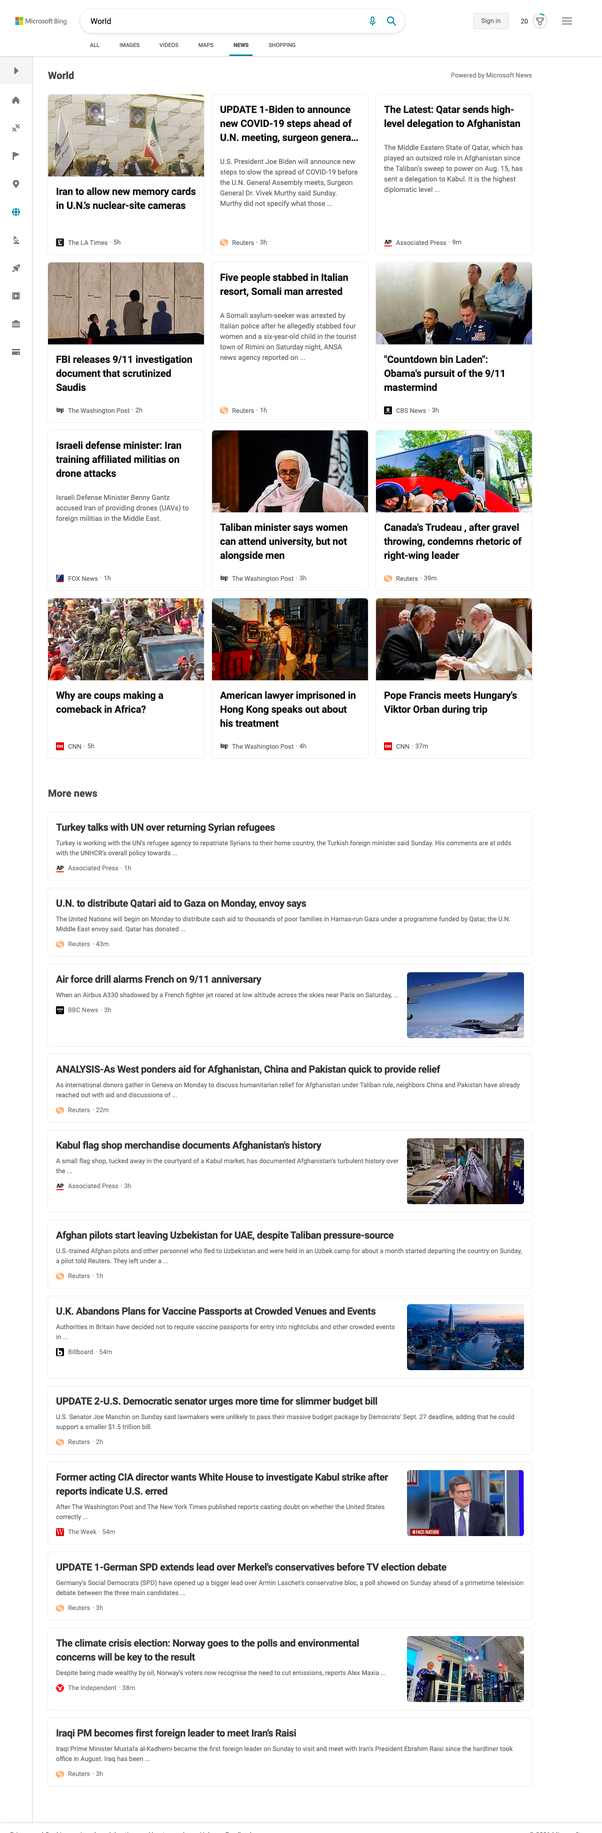 Microsoft Bing
World
Sign in
20
ALL
IMAGES
VIDEOS
MAPS
NEWS
SHOPPING
World
Powered by Microsoft News
Iran to allow new memory cards
in U.N.'s nuclear-site cameras
The LA Times · 5h
UPDATE 1-Biden to announce
new COVID-19 steps ahead of
U.N. meeting, surgeon genera...
U.S. President Joe Biden will announce new
steps to slow the spread of COVID-19 before
the U.N. General Assembly meets, Surgeon
General Dr. Vivek Murthy said Sunday.
Murthy did not specify what those ...
Reuters · 3h
The Latest: Qatar sends high-
level delegation to Afghanistan
The Middle Eastern State of Qatar, which has
played an outsized role in Afghanistan since
the Taliban's sweep to power on Aug. 15, has
sent a delegation to Kabul. It is the highest
diplomatic level ...
AP
Associated Press · 9m
FBI releases 9/11 investigation
document that scrutinized
Saudis
wp
The Washington Post · 2h
Five people stabbed in Italian
resort, Somali man arrested
A Somali asylum-seeker was arrested by
Italian police after he allegedly stabbed four
women and a six-year-old child in the tourist
town of Rimini on Saturday night, ANSA
news agency reported on ...
Reuters · 1h
"Countdown bin Laden":
Obama's pursuit of the 9/11
mastermind
CBS News · 3h
Israeli defense minister: Iran
training affiliated militias on
drone attacks
Israeli Defense Minister Benny Gantz
accused Iran of providing drones (UAVs) to
foreign militias in the Middle East.
FOX News · 1h
Taliban minister says women
can attend university, but not
alongside men
wp
The Washington Post · 3h
Canada's Trudeau , after gravel
throwing, condemns rhetoric of
right-wing leader
Reuters · 39m
Why are coups making a
comeback in Africa?
CNN
CNN · 5h
American lawyer imprisoned in
Hong Kong speaks out about
his treatment
wp
The Washington Post · 4h
Pope Francis meets Hungary's
Viktor Orban during trip
CNN
CNN · 37m
More news
Turkey talks with UN over returning Syrian refugees
Turkey is working with the UN's refugee agency to repatriate Syrians to their home country, the Turkish foreign minister said Sunday. His comments are at odds
with the UNHCR's overall policy towards ...
AP
Associated Press · 1h
U.N. to distribute Qatari aid to Gaza on Monday, envoy says
The United Nations will begin on Monday to distribute cash aid to thousands of poor families in Hamas-run Gaza under a programme funded by Qatar, the U.N.
Middle East envoy said. Qatar has donated ...
Reuters · 43m
Air force drill alarms French on 9/11 anniversary
When an Airbus A330 shadowed by a French fighter jet roared at low altitude across the skies near Paris on Saturday, ...
BBC News · 3h
ANALYSIS-As West ponders aid for Afghanistan, China and Pakistan quick to provide relief
As international donors gather in Geneva on Monday to discuss humanitarian relief for Afghanistan under Taliban rule, neighbors China and Pakistan have already
reached out with aid and discussions of ...
Reuters · 22m
Kabul flag shop merchandise documents Afghanistan's history
A small flag shop, tucked away in the courtyard of a Kabul market, has documented Afghanistan's turbulent history over
the ...
AP
Associated Press · 3h
Afghan pilots start leaving Uzbekistan for UAE, despite Taliban pressure-source
U.S.-trained Afghan pilots and other personnel who fled to Uzbekistan and were held in an Uzbek camp for about a month started departing the country on Sunday,
a pilot told Reuters. They left under a ...
Reuters · 1h
U.K. Abandons Plans for Vaccine Passports at Crowded Venues and Events
Authorities in Britain have decided not to require vaccine passports for entry into nightclubs and other crowded events
in ...
Billboard · 54m
UPDATE 2-U.S. Democratic senator urges more time for slimmer budget bill
U.S. Senator Joe Manchin on Sunday said lawmakers were unlikely to pass their massive budget package by Democrats' Sept. 27 deadline, adding that he could
support a smaller $1.5 trillion bill.
Reuters · 2h
Former acting CIA director wants White House to investigate Kabul strike after
reports indicate U.S. erred
After The Washington Post and The New York Times published reports casting doubt on whether the United States
correctly ...
The Week · 54m
FACE NATION
UPDATE 1-German SPD extends lead over Merkel's conservatives before TV election debate
Germany's Social Democrats (SPD) have opened up a bigger lead over Armin Laschet's conservative bloc, a poll showed on Sunday ahead of a primetime television
debate between the three main candidates ...
Reuters · 3h
The climate crisis election: Norway goes to the polls and environmental
concerns will be key to the result
Despite being made wealthy by oil, Norway's voters now recognise the need to cut emissions, reports Alex Maxia ...
The Independent · 38m
Iraqi PM becomes first foreign leader to meet Iran's Raisi
Iraqi Prime Minister Mustafa al-Kadhemi became the first foreign leader on Sunday to visit and meet with Iran's President Ebrahim Raisi since the hardliner took
office in August. Iraq has been ...
Reuters · 3h